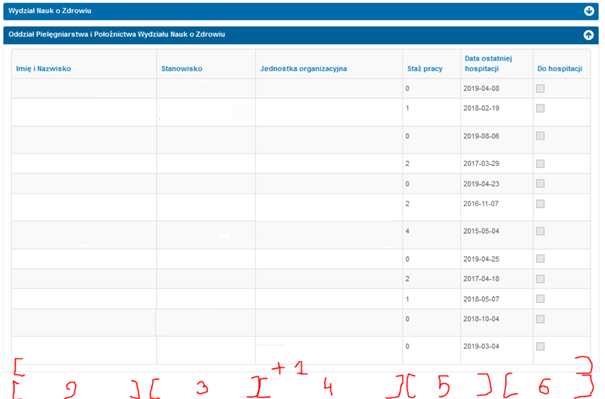 Wydział Nauk o Zdrowiu
Oddział Pielęgniarstwa i Położnictwa Wydziału Nauk o Zdrowiu
Imię i Nazwisko Stanowisko Jednostka organizacyjna Staż pracy Data ostatniej hospitacji Do hospitacji
0 2019-04-08
1 2018-02-19
0 2019-08-06
2 2017-03-29
0 2019-04-23
2 2016-11-07
4 2015-05-04
0 2019-04-25
2 2017-04-18
1 2018-05-07
0 2018-10-04
0 2019-03-04
[ +1 ]
[ 2 ] [ 3 ] [ 4 ] [ 5 ] [ 6 ]